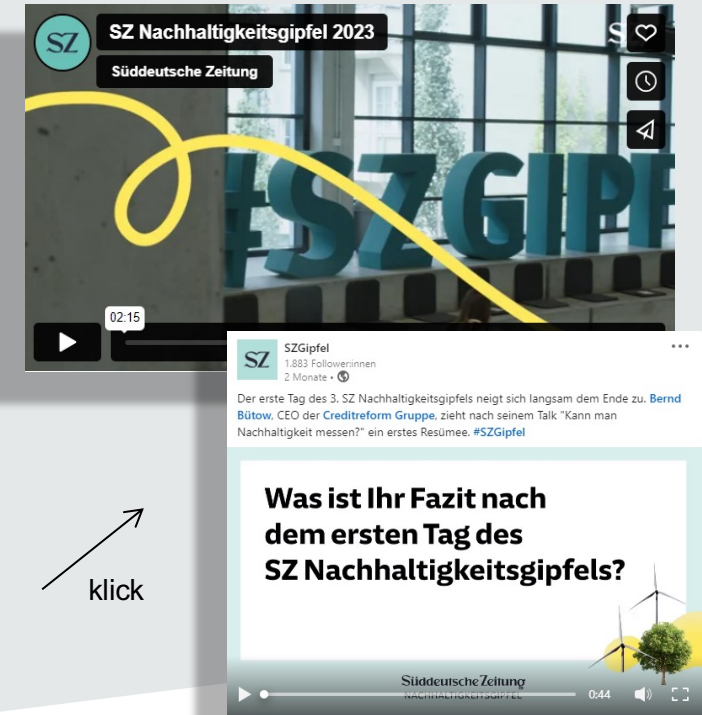 SZ
SZ Nachhaltigkeitsgipfel 2023
Süddeutsche Zeitung
S
#SZGIPF
02:15
SZ
SZGipfel
1.883 Follower:innen
2 Monate •
Der erste Tag des 3. SZ Nachhaltigkeitsgipfels neigt sich langsam dem Ende zu. Bernd
Bütow, CEO der Creditreform Gruppe, zieht nach seinem Talk "Kann man
Nachhaltigkeit messen?" ein erstes Resümee. #SZGipfel
Was ist Ihr Fazit nach
dem ersten Tag des
SZ Nachhaltigkeitsgipfels?
klick
Süddeutsche Zeitung
NACHHALTIGKEITSGIPFEL
0:44